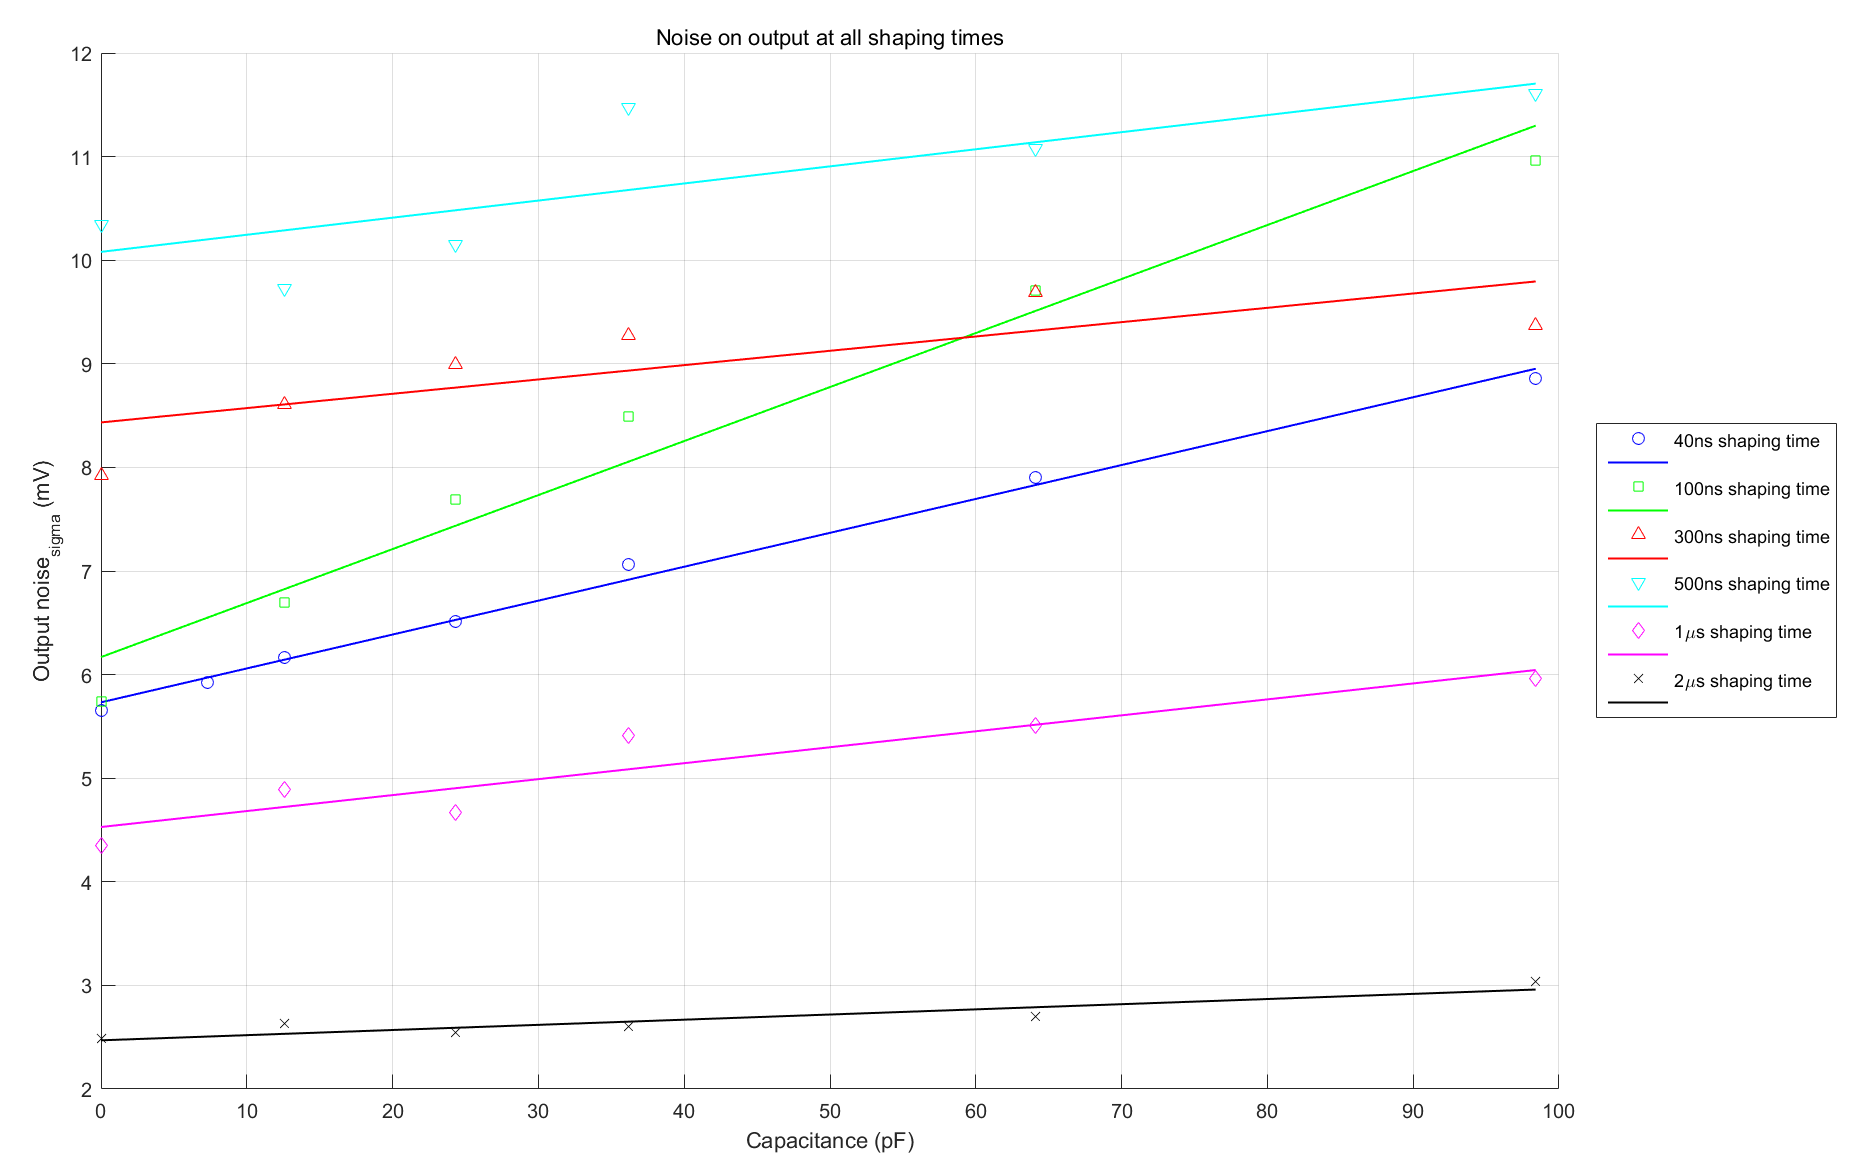 Noise on output at all shaping times
12
11
10
9
8
7
6
5
4
3
2
0 10 20 30 40 50 60 70 80 90 100
Output noise sigma (mV)
Capacitance (pF)
40ns shaping time
100ns shaping time
300ns shaping time
500ns shaping time
1μs shaping time
2μs shaping time